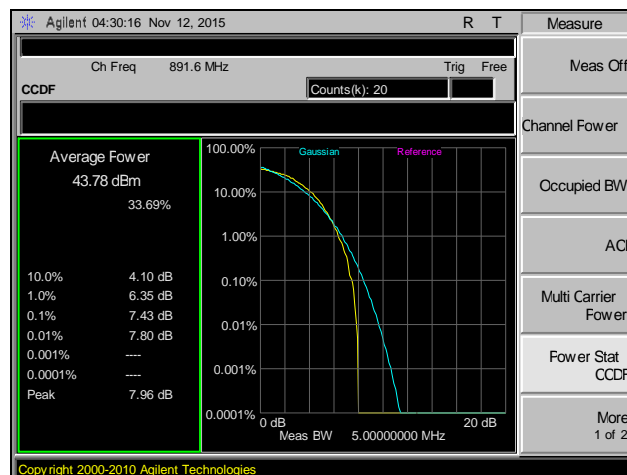 Agilent 04:30:16 Nov 12, 2015 R T
Measure
Ch Freq 891.6 MHz Trig Free
CCDF Counts(k): 20
Meas Off
Channel Power
Occupied BW
ACP
Multi Carrier
Power
Power Stat
CCDF
More
1 of 2
Average Power
43.78 dBm
33.69%
10.0% 4.10 dB
1.0% 6.35 dB
0.1% 7.43 dB
0.01% 7.80 dB
0.001% ----
0.0001% ----
Peak 7.96 dB
Gaussian Reference
100.00%
10.00%
1.00%
0.10%
0.01%
0.001%
0.0001%
0 dB 20 dB
Meas BW 5.00000000 MHz
Copyright 2000-2010 Agilent Technologies